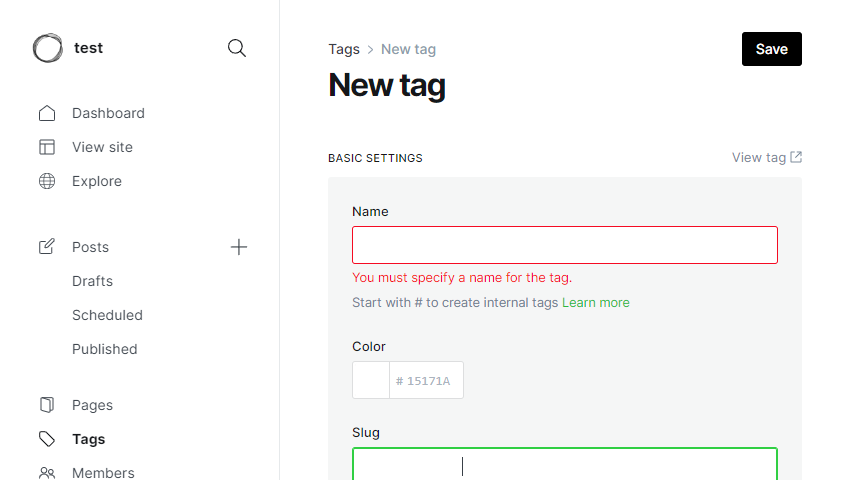 test
Dashboard
View site
Explore
Posts
Drafts
Scheduled
Published
Pages
Tags
Members
Tags > New tag
Save
New tag
BASIC SETTINGS
View tag
Name
You must specify a name for the tag.
Start with # to create internal tags Learn more
Color
# 15171A
Slug